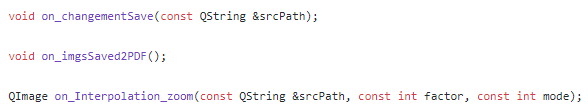 void on_changementSave(const QString &srcPath);
void on_imgsSaved2PDF();
QImage on_Interpolation_zoom(const QString &srcPath, const int factor, const int mode);